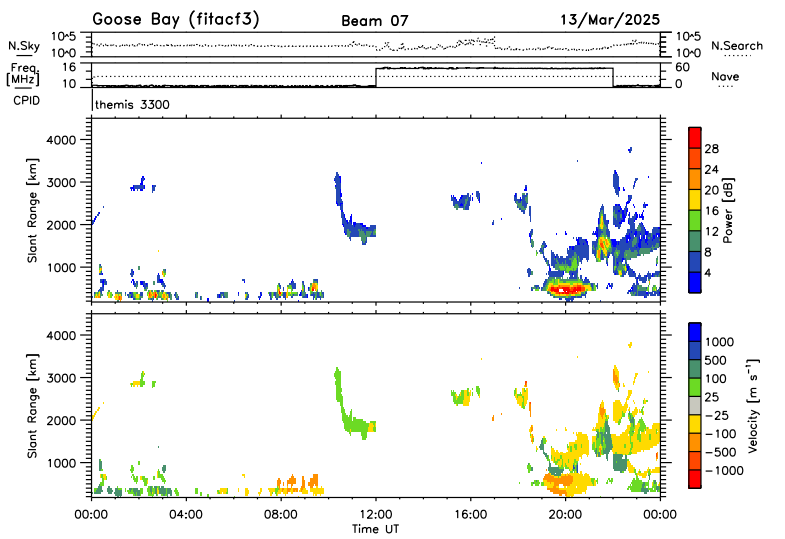 Goose Bay (fitacf3) Beam 07 13/Mar/2025
N.Sky 10^5 10^0 10^5 10^0 N.Search
Freq. [MHz] 16 10 60 0 Nave
CPID themis 3300
Slant Range [km] 4000 3000 2000 1000
28 24 20 16 12 8 4 Power [dB]
Slant Range [km] 4000 3000 2000 1000
1000 500 100 25 −25 −100 −500 −1000 Velocity [m s⁻¹]
00:00 04:00 08:00 12:00 16:00 20:00 00:00
Time UT